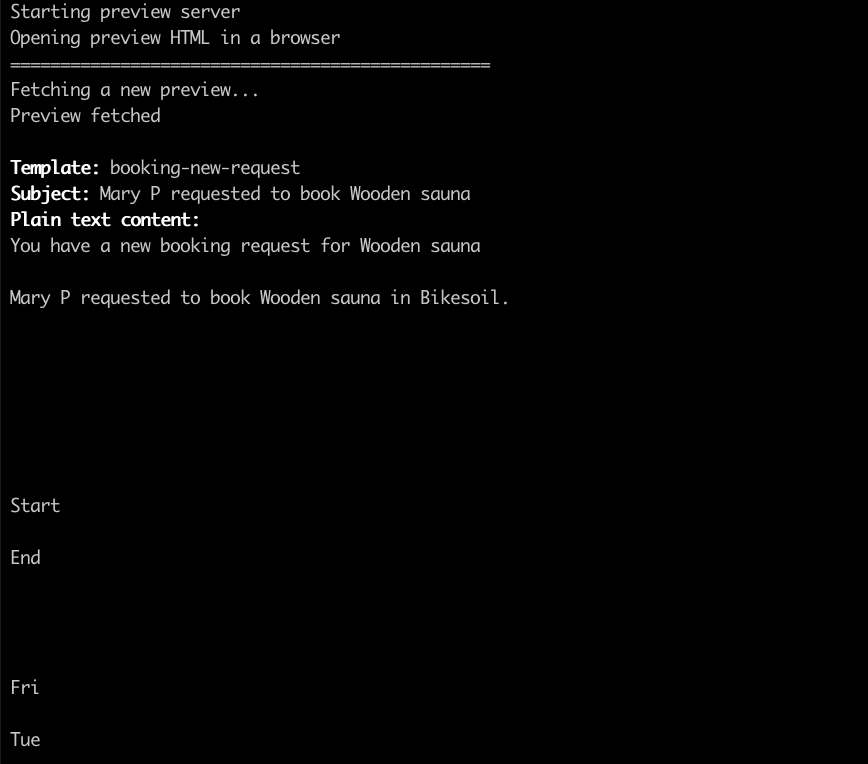 Starting preview server
Opening preview HTML in a browser
================================================
Fetching a new preview...
Preview fetched
Template: booking-new-request
Subject: Mary P requested to book Wooden sauna
Plain text content:
You have a new booking request for Wooden sauna
Mary P requested to book Wooden sauna in Bikesoil.
Start
End
Fri
Tue